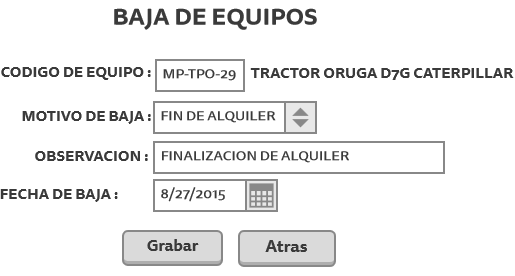 BAJA DE EQUIPOS
CODIGO DE EQUIPO : MP-TPO-29 TRACTOR ORUGA D7G CATERPILLAR
MOTIVO DE BAJA : FIN DE ALQUILER
OBSERVACION : FINALIZACION DE ALQUILER
FECHA DE BAJA : 8/27/2015
Grabar Atras